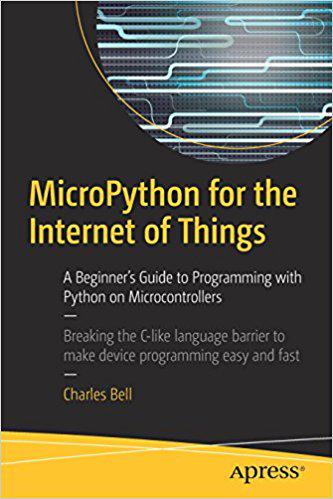 MicroPython for the
Internet of Things
A Beginner's Guide to Programming with
Python on Microcontrollers
—
Breaking the C-like language barrier to
make device programming easy and fast
—
Charles Bell
Apress®